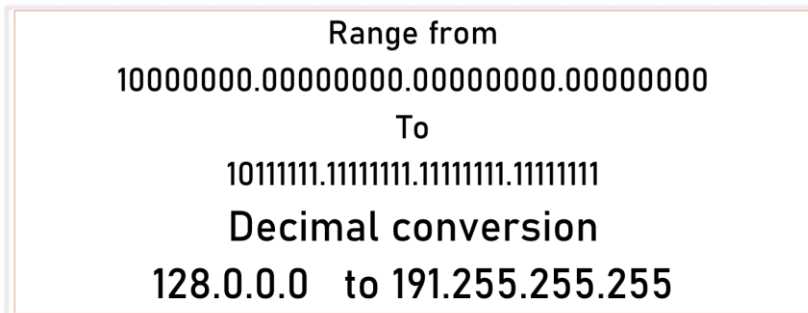 Range from
10000000.00000000.00000000.00000000
To
10111111.11111111.11111111.11111111
Decimal conversion
128.0.0.0 to 191.255.255.255